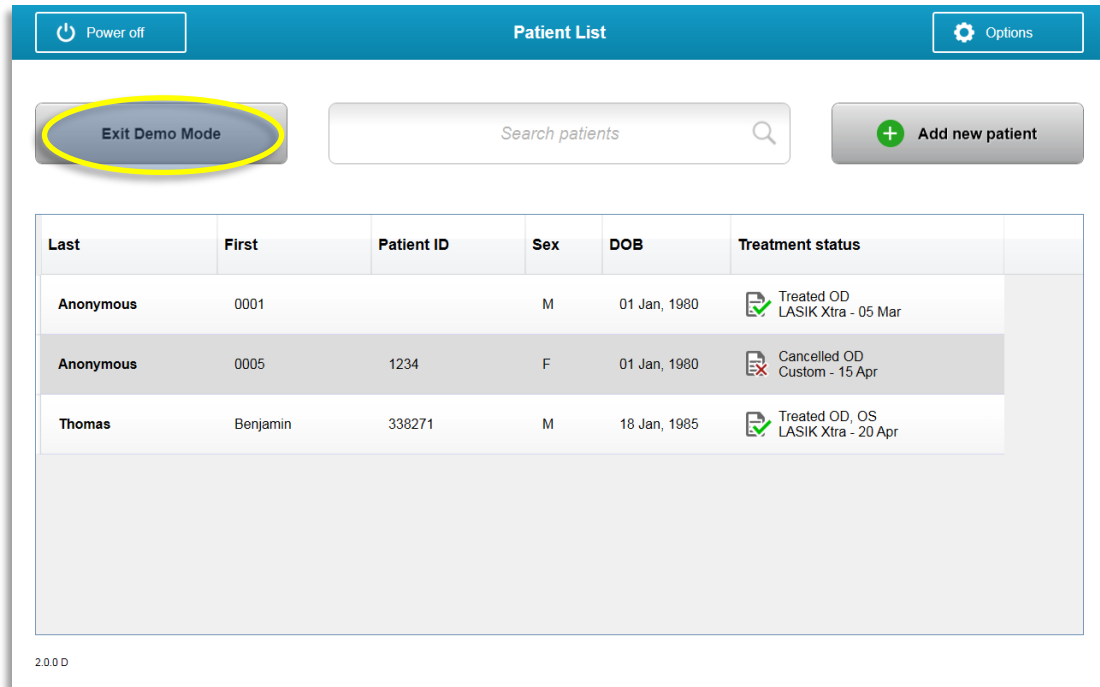 Power off Patient List Options
Exit Demo Mode Search patients Add new patient
Last First Patient ID Sex DOB Treatment status
Anonymous 0001 M 01 Jan, 1980 Treated OD
LASIK Xtra - 05 Mar
Anonymous 0005 1234 F 01 Jan, 1980 Cancelled OD
Custom - 15 Apr
Thomas Benjamin 338271 M 18 Jan, 1985 Treated OD, OS
LASIK Xtra - 20 Apr
2.0.0 D